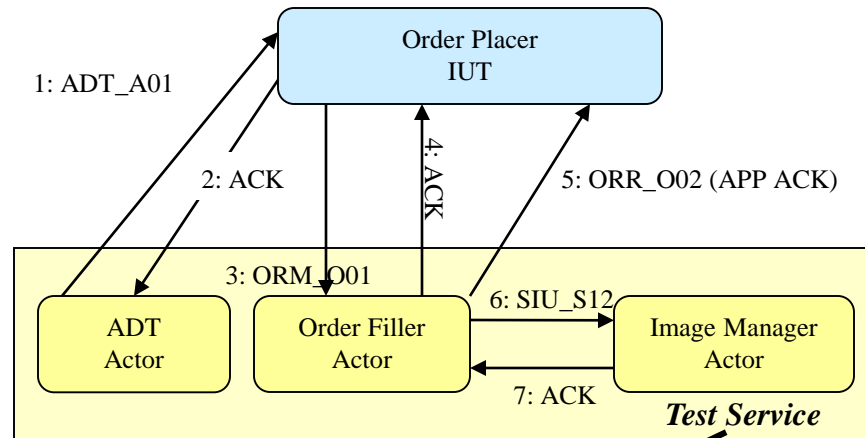 Order Placer
IUT
1: ADT_A01
2: ACK
4: ACK
5: ORR_O02 (APP ACK)
3: ORM_O01
6: SIU_S12
ADT
Actor
Order Filler
Actor
Image Manager
Actor
7: ACK
Test Service